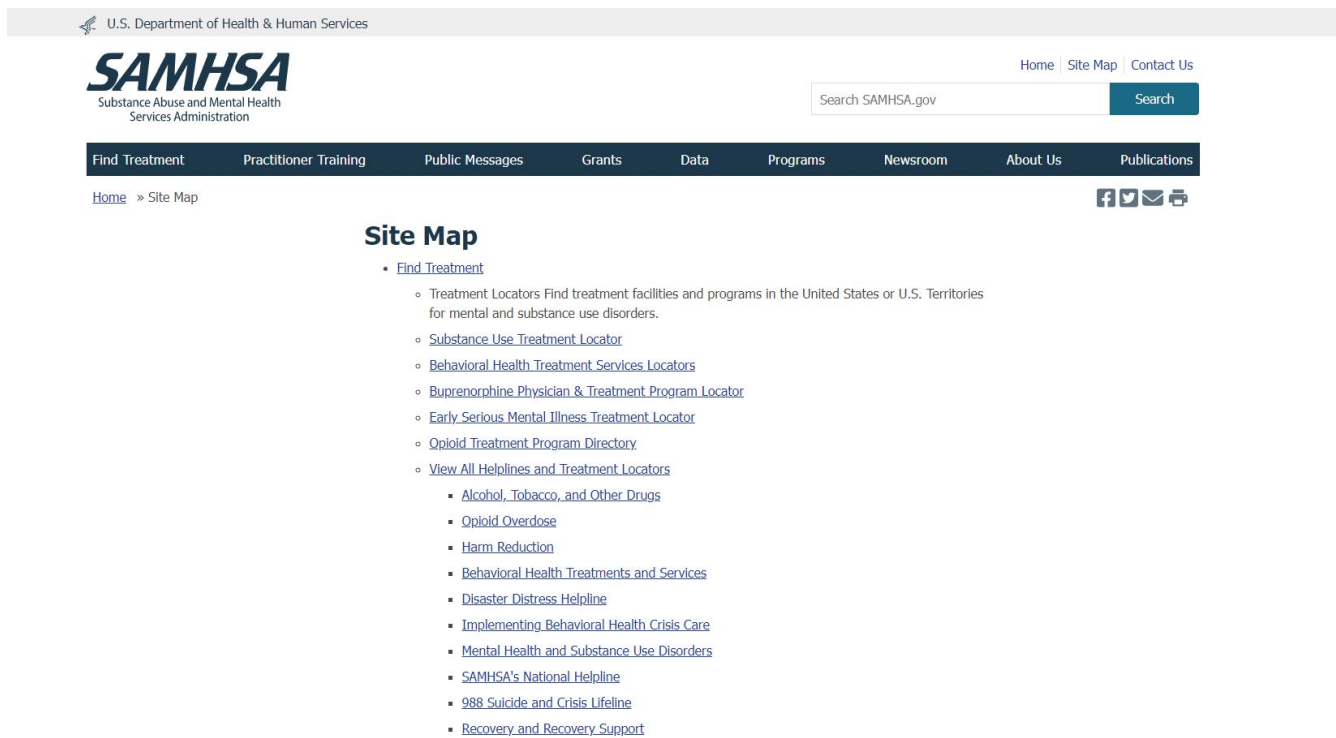 U.S. Department of Health & Human Services
SAMHSA
Substance Abuse and Mental Health
Services Administration
Home Site Map Contact Us
Search SAMHSA.gov Search
Find Treatment Practitioner Training Public Messages Grants Data Programs Newsroom About Us Publications
Home » Site Map
Site Map
Find Treatment
Treatment Locators Find treatment facilities and programs in the United States or U.S. Territories
for mental and substance use disorders.
Substance Use Treatment Locator
Behavioral Health Treatment Services Locators
Buprenorphine Physician & Treatment Program Locator
Early Serious Mental Illness Treatment Locator
Opioid Treatment Program Directory
View All Helplines and Treatment Locators
Alcohol, Tobacco, and Other Drugs
Opioid Overdose
Harm Reduction
Behavioral Health Treatments and Services
Disaster Distress Helpline
Implementing Behavioral Health Crisis Care
Mental Health and Substance Use Disorders
SAMHSA's National Helpline
988 Suicide and Crisis Lifeline
Recovery and Recovery Support